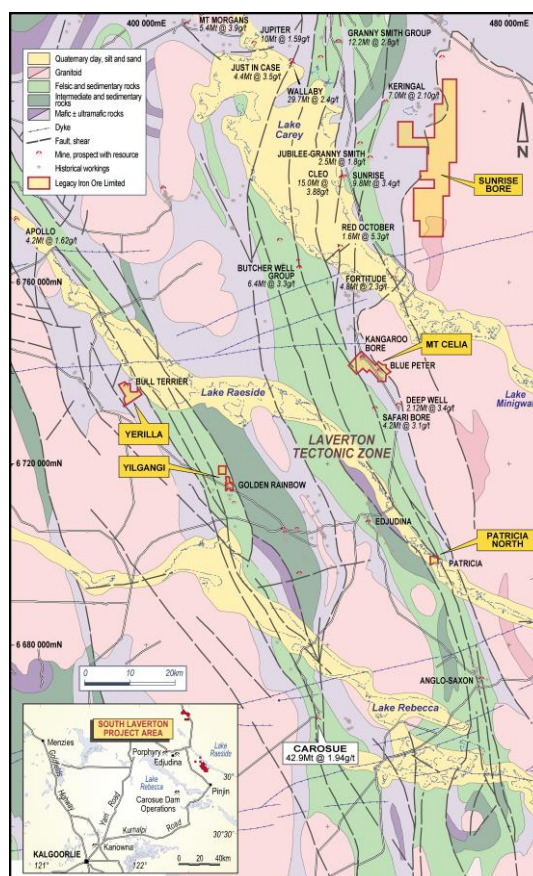 400 000mE
480 000mE
MT MORGANS
5.4Mt @ 3.9g/t
JUPITER
10Mt @ 1.59g/t
GRANNY SMITH GROUP
12.2Mt @ 2.8g/t
JUST IN CASE
4.4Mt @ 3.5g/t
WALLABY
29.7Mt @ 2.4g/t
KERINGAL
7.0Mt @ 2.10g/t
Quaternary clay, silt and sand
Granitoid
Felsic and sedimentary rocks
Intermediate and sedimentary
rocks
Mafic ± ultramafic rocks
Dyke
Fault, shear
Mine, prospect with resource
Historical workings
Legacy Iron Ore Limited
Lake
Carey
N
JUBILEE-GRANNY SMITH
2.5Mt @ 1.8g/t
CLEO
15.0Mt @
3.88g/t
SUNRISE
9.8Mt @ 3.4g/t
SUNRISE
BORE
APOLLO
4.2Mt @ 1.62g/t
RED OCTOBER
1.6Mt @ 5.3g/t
BUTCHER WELL
GROUP
6.4Mt @ 3.3g/t
FORTITUDE
4.8Mt @ 2.3g/t
6 760 000mN
KANGAROO
BORE
MT CELIA
BLUE PETER
BULL TERRIER
Lake Raeside
Lake
Minigwal
DEEP WELL
2.12Mt @ 3.4g/t
SAFARI BORE
4.2Mt @ 3.1g/t
YERILLA
LAVERTON
TECTONIC ZONE
6 720 000mN
YILGANGI
GOLDEN RAINBOW
EDJUDINA
PATRICIA
NORTH
PATRICIA
6 680 000mN
0 10 20km
ANGLO-SAXON
Lake Rebecca
CAROSUE
42.9Mt @ 1.94g/t
SOUTH LAVERTON
PROJECT AREA
Menzies
Porphyry
Edjudina
Lake
Raeside
Goldfields
Highway
Yarri
Road
Lake
Rebecca
Carosue Dam
Operations
30'
Pinjin
Kurnalpi
Road
30°30'
Kanowna
KALGOORLIE
121°
122°
0 20 40km